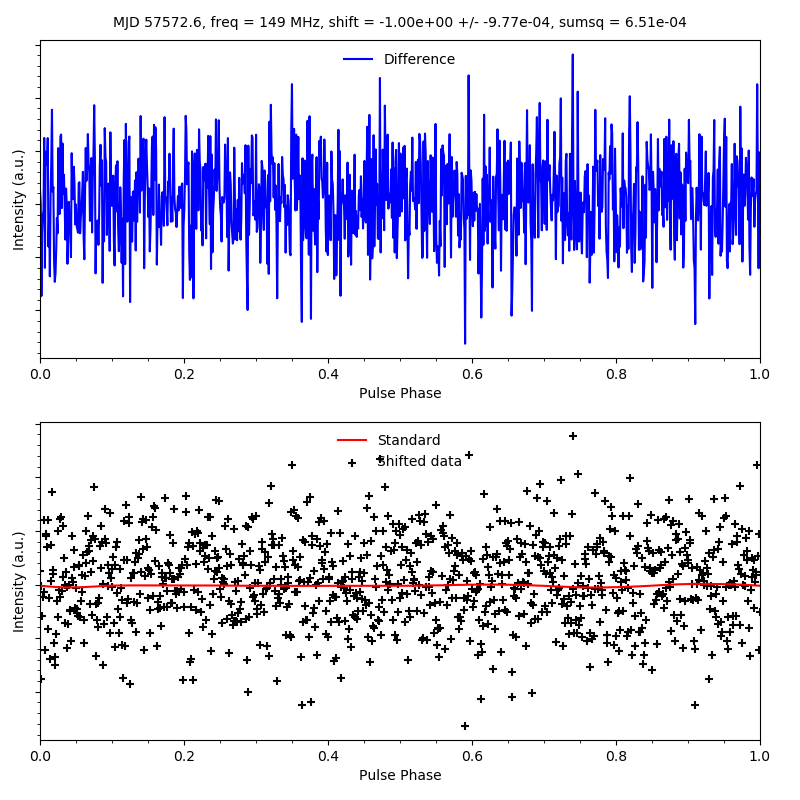 MJD 57572.6, freq = 149 MHz, shift = -1.00e+00 +/- -9.77e-04, sumsq = 6.51e-04
Difference
Intensity (a.u.)
0.0 0.2 0.4 0.6 0.8 1.0
Pulse Phase
Standard
Shifted data
Intensity (a.u.)
0.0 0.2 0.4 0.6 0.8 1.0
Pulse Phase